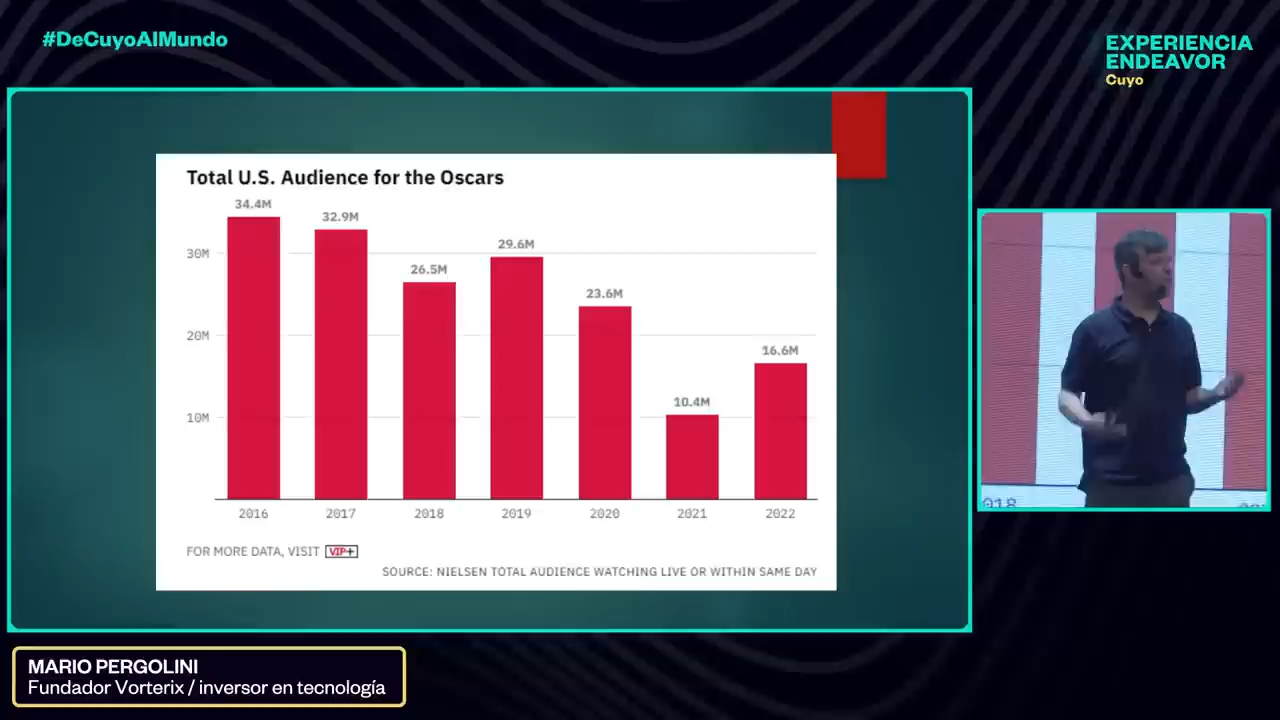 #DeCuyoAlMundo
EXPERIENCIA
ENDEAVOR
Cuyo
Total U.S. Audience for the Oscars
34.4M
32.9M
26.5M
29.6M
23.6M
10.4M
16.6M
30M
20M
10M
2016 2017 2018 2019 2020 2021 2022
FOR MORE DATA, VISIT VIP+
SOURCE: NIELSEN TOTAL AUDIENCE WATCHING LIVE OR WITHIN SAME DAY
018
MARIO PERGOLINI
Fundador Vorterix / inversor en tecnología